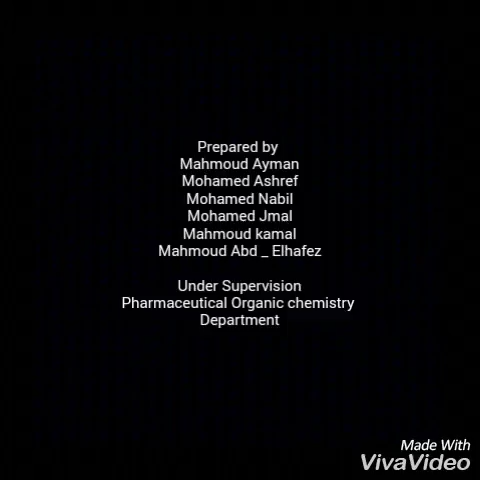 Prepared by
Mahmoud Ayman
Mohamed Ashref
Mohamed Nabil
Mohamed Jmal
Mahmoud kamal
Mahmoud Abd _ Elhafez
Under Supervision
Pharmaceutical Organic chemistry
Department
Made With
VivaVideo